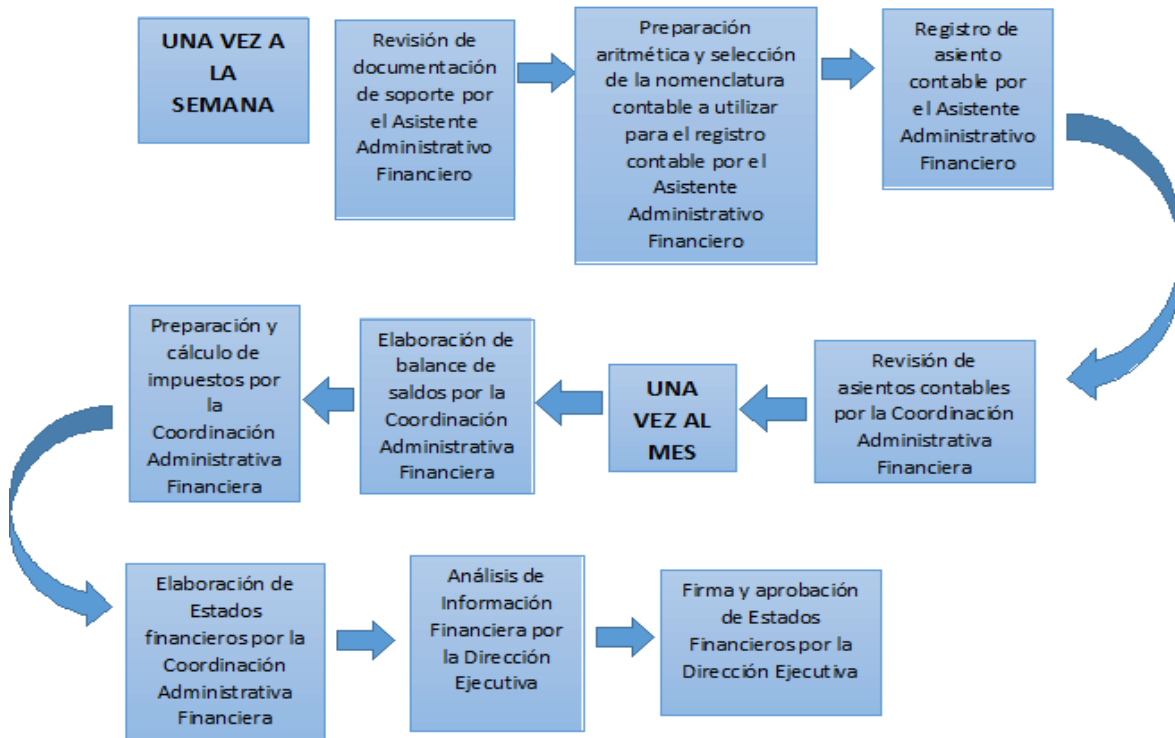 UNA VEZ A
LA
SEMANA
Revisión de
documentación
de soporte por
el Asistente
Administrativo
Financiero
Preparación
aritmética y selección
de la nomenclatura
contable a utilizar
para el registro
contable por el
Asistente
Administrativo
Financiero
Registro de
asiento
contable por
el Asistente
Administrativo
Financiero
Revisión de
asientos contables
por la Coordinación
Administrativa
Financiera
UNA
VEZ AL
MES
Elaboración de
balance de
saldos por la
Coordinación
Administrativa
Financiera
Preparación y
cálculo de
impuestos por
la
Coordinación
Administrativa
Financiera
Elaboración de
Estados
financieros por la
Coordinación
Administrativa
Financiera
Análisis de
Información
Financiera por
la Dirección
Ejecutiva
Firma y aprobación
de Estados
Financieros por la
Dirección Ejecutiva